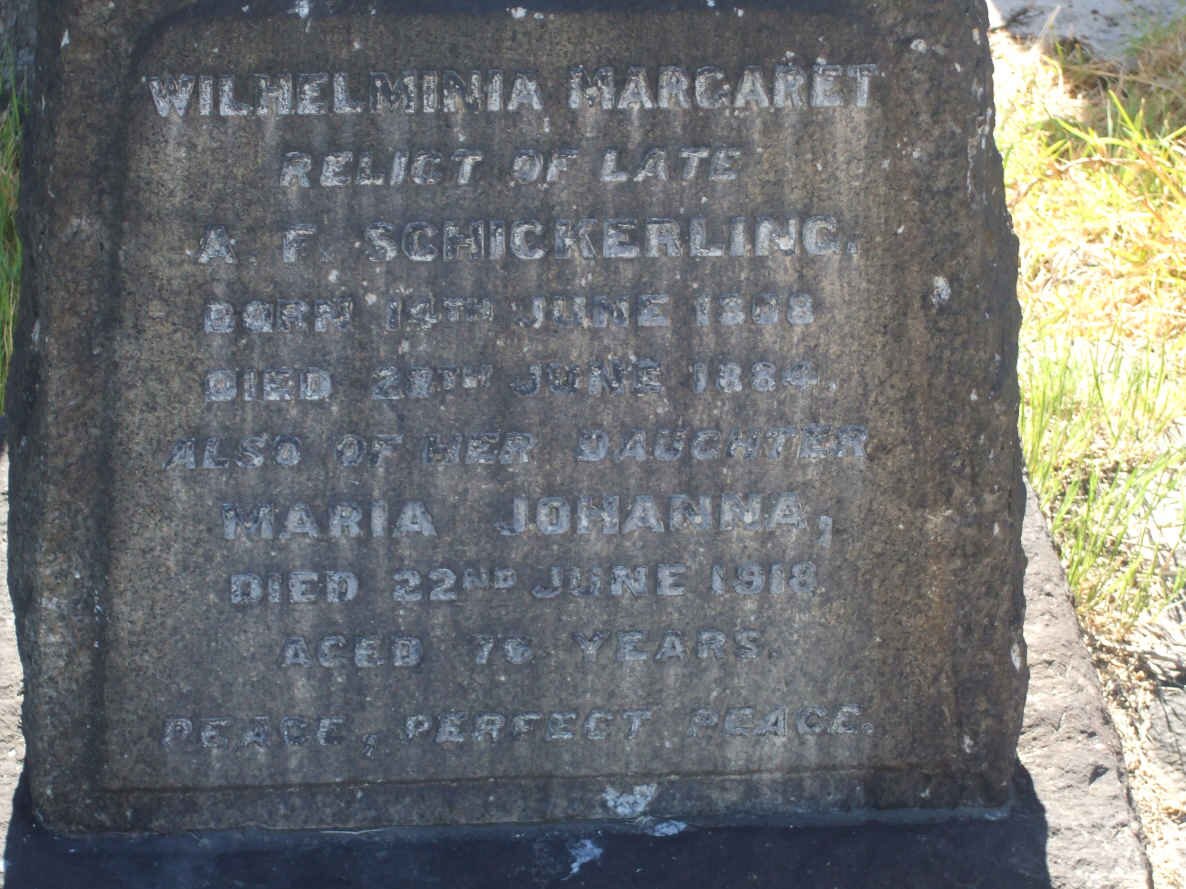 WILHELMINIA MARGARET
RELICT OF LATE
A. F. SCHICKERLING.
BORN 14TH JUNE 1808
DIED 28TH JUNE 1884.
ALSO OF HER DAUGHTER
MARIA JOHANNA,
DIED 22ND JUNE 1918
AGED 76 YEARS.
PEACE, PERFECT PEACE.